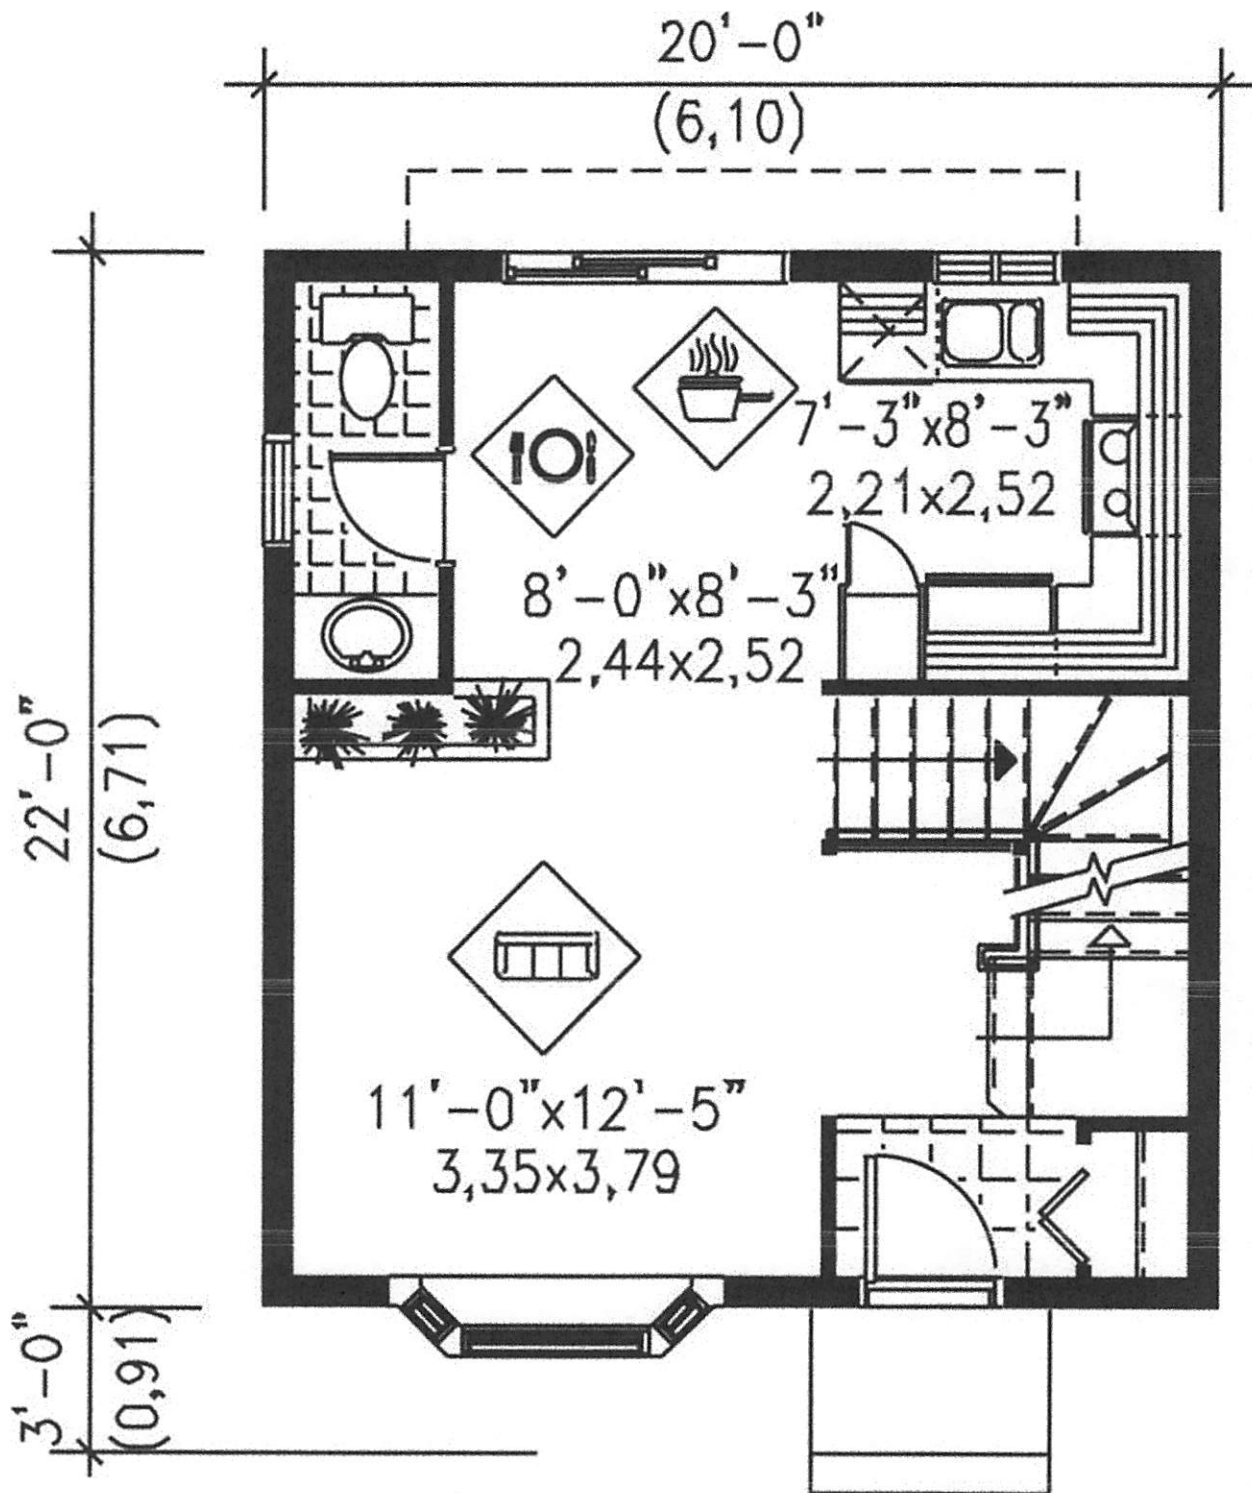 20'-0"
(6,10)
7'-3"x8'-3"
2,21x2,52
8'-0"x8'-3"
2,44x2,52
22'-0"
(6,71)
11'-0"x12'-5"
3,35x3,79
3'-0"
(0,91)